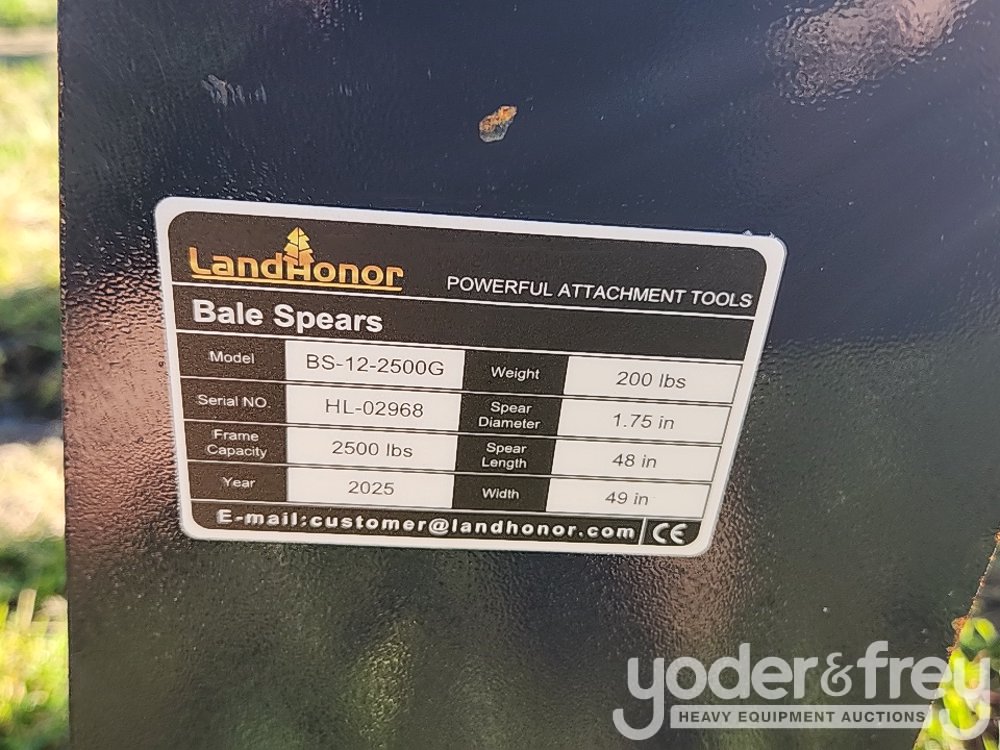 LandHonor
POWERFUL ATTACHMENT TOOLS
Bale Spears
Model BS-12-2500G Weight 200 lbs
Serial NO. HL-02968 Spear Diameter 1.75 in
Frame Capacity 2500 lbs Spear Length 48 in
Year 2025 Width 49 in
E-mail:customer@landhonor.com CE
yoder&frey
HEAVY EQUIPMENT AUCTIONS